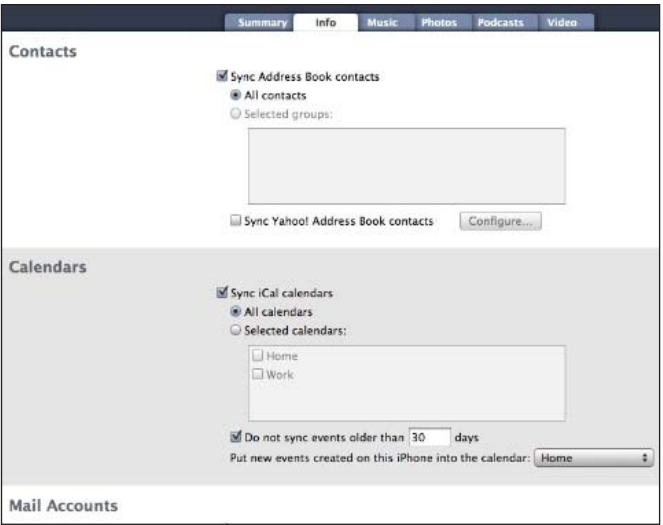 Summary Info Music Photos Podcasts Video
Contacts
Sync Address Book contacts
All contacts
Selected groups:
Sync Yahoo! Address Book contacts Configure...
Calendars
Sync iCal calendars
All calendars
Selected calendars:
Home
Work
Do not sync events older than 30 days
Put new events created on this iPhone into the calendar: Home
Mail Accounts